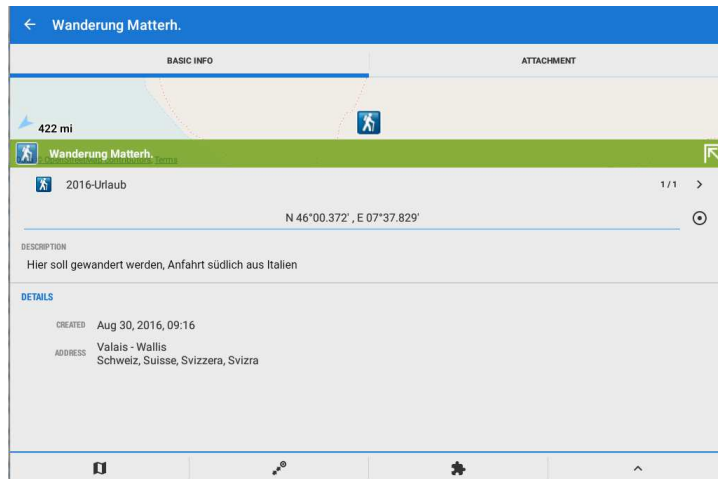 Wanderung Matterh.
BASIC INFO
ATTACHMENT
422 mi
Wanderung Matterh.
Terms
2016-Urlaub
1/1
N 46°00.372' , E 07°37.829'
DESCRIPTION
Hier soll gewandert werden, Anfahrt südlich aus Italien
DETAILS
CREATED Aug 30, 2016, 09:16
ADDRESS Valais - Wallis
Schweiz, Suisse, Svizzera, Svizra